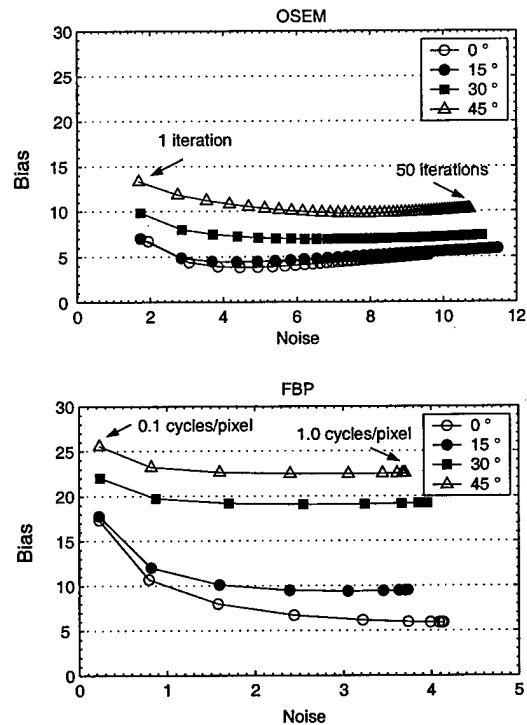 OSEM
30
25
20
15
10
5
0
0 °
15 °
30 °
45 °
1 iteration
50 iterations
Bias
0 2 4 6 8 10 12
Noise
FBP
30
25
20
15
10
5
0
0 °
15 °
30 °
45 °
0.1 cycles/pixel
1.0 cycles/pixel
Bias
0 1 2 3 4 5
Noise